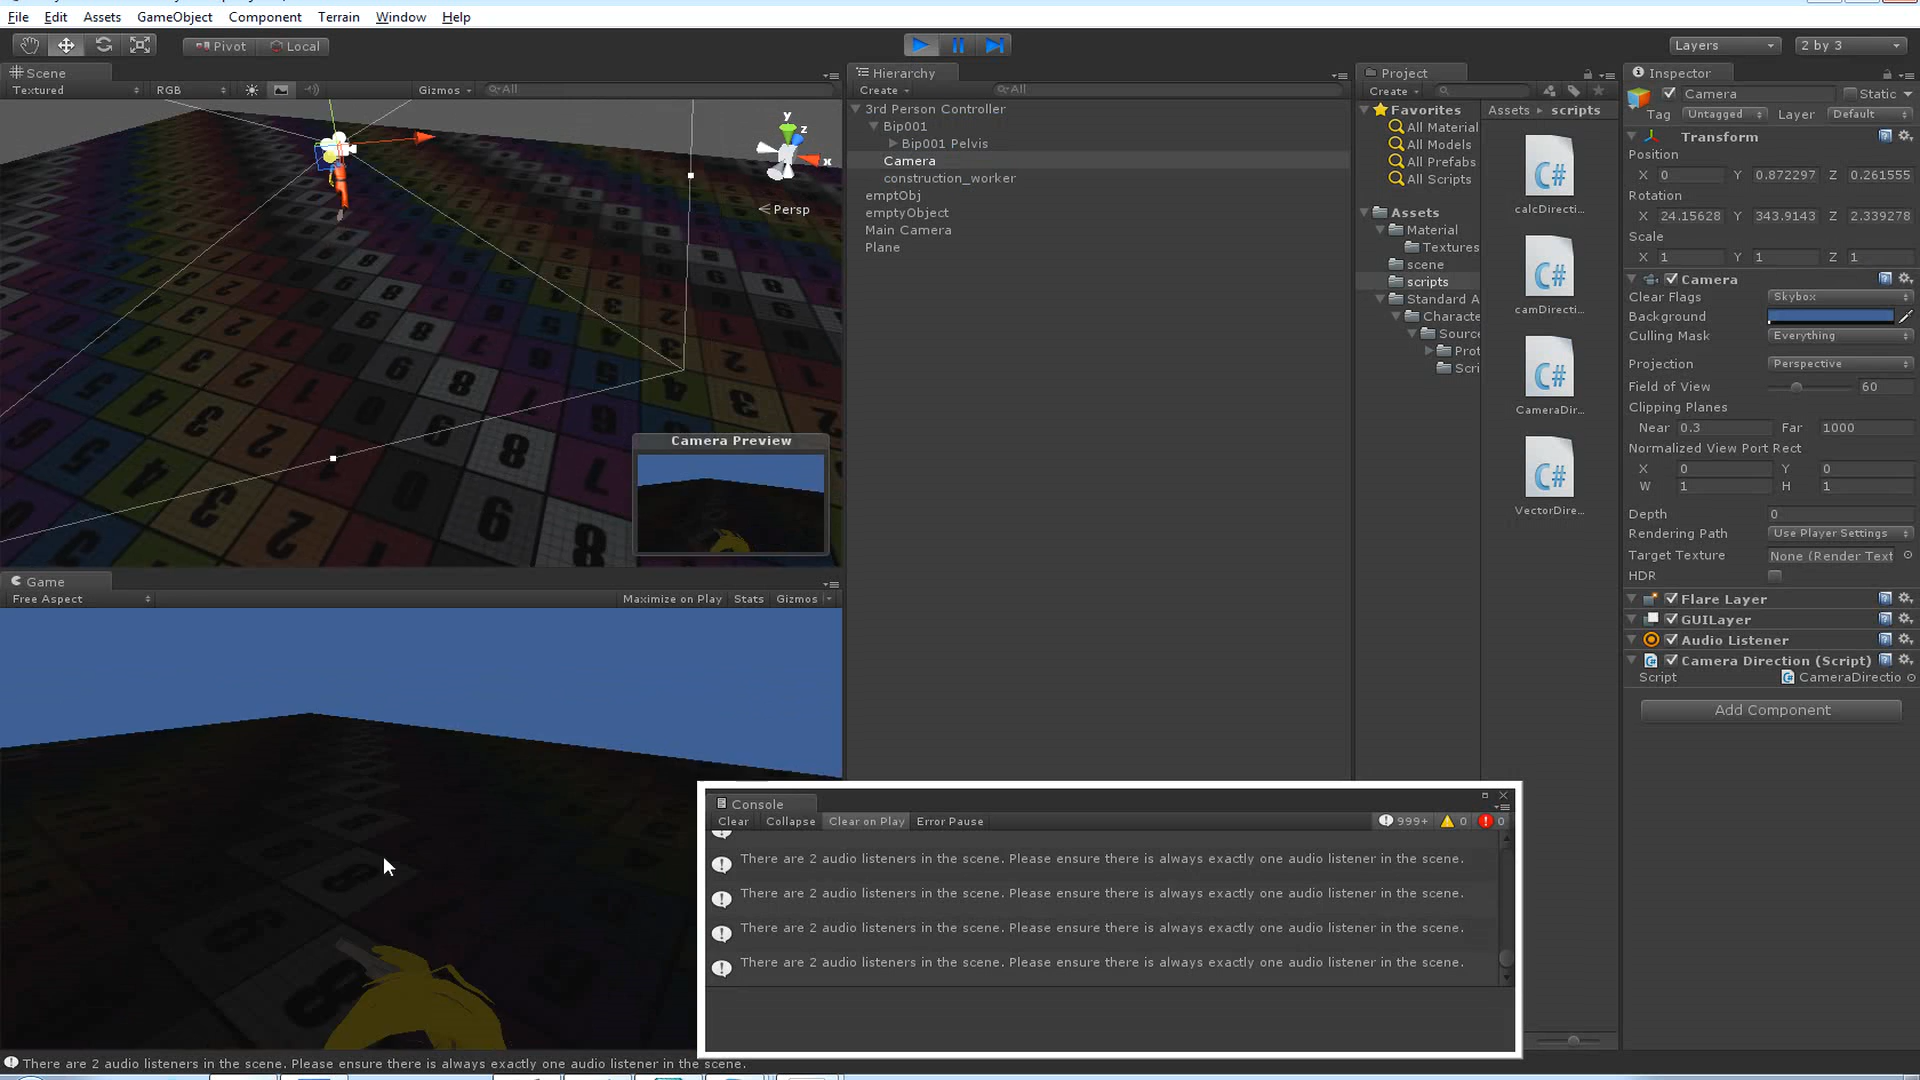 File Edit Assets GameObject Component Terrain Window Help
Pivot Local
Layers
2 by 3
Scene
Textured RGB Gizmos All
y
z
x
Persp
Camera Preview
Game
Free Aspect
Maximize on Play Stats Gizmos
Hierarchy
Create All
3rd Person Controller
Bip001
Bip001 Pelvis
Camera
construction_worker
emptObj
emptyObject
Main Camera
Plane
Project
Create
Favorites
All Material
All Models
All Prefabs
All Scripts
Assets
Material
Textures
scene
scripts
Standard A
Characte
Source
Prot
Scri
Assets scripts
C#
calcDirecti...
C#
camDirecti...
C#
CameraDir...
C#
VectorDire...
Inspector
Camera Static
Tag Untagged Layer Default
Transform
Position
X 0 Y 0.872297 Z 0.261555
Rotation
X 24.15628 Y 343.9143 Z 2.339278
Scale
X 1 Y 1 Z 1
Camera
Clear Flags Skybox
Background
Culling Mask Everything
Projection Perspective
Field of View 60
Clipping Planes
Near 0.3 Far 1000
Normalized View Port Rect
X 0 Y 0
W 1 H 1
Depth 0
Rendering Path Use Player Settings
Target Texture None (Render Text
HDR
Flare Layer
GUILayer
Audio Listener
Camera Direction (Script)
Script CameraDirectio
Add Component
Console
Clear Collapse Clear on Play Error Pause 999+ 0 0
There are 2 audio listeners in the scene. Please ensure there is always exactly one audio listener in the scene.
There are 2 audio listeners in the scene. Please ensure there is always exactly one audio listener in the scene.
There are 2 audio listeners in the scene. Please ensure there is always exactly one audio listener in the scene.
There are 2 audio listeners in the scene. Please ensure there is always exactly one audio listener in the scene.
There are 2 audio listeners in the scene. Please ensure there is always exactly one audio listener in the scene.